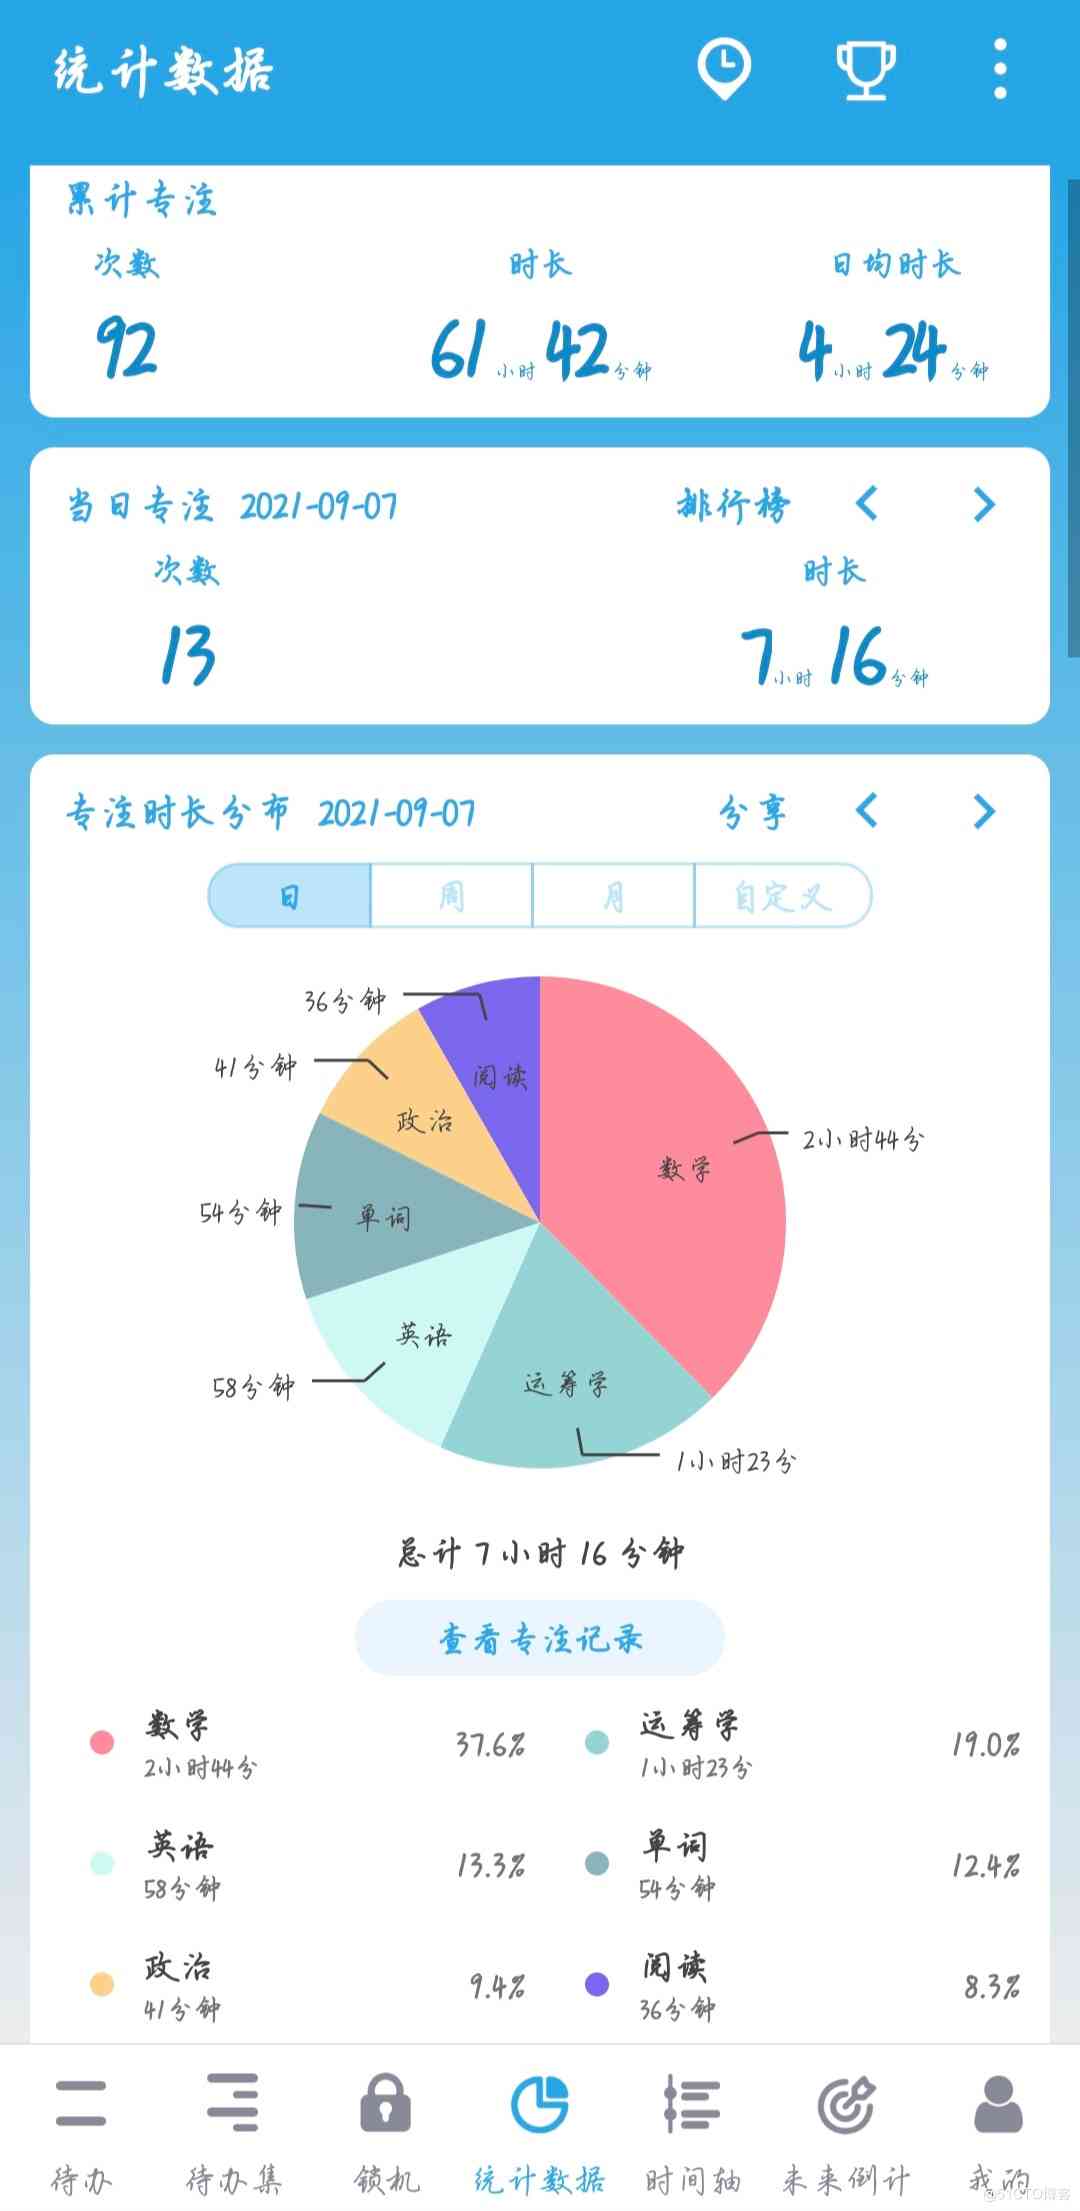 统计数据
累计专注
次数 时长 日均时长
92 61小时42分钟 4小时24分钟
当日专注 2021-09-07 排行榜
次数 时长
13 7小时16分钟
专注时长分布 2021-09-07 分享
日 周 月 自定义
36分钟
阅读
41分钟
政治
2小时44分
数学
54分钟
单词
英语
58分钟
运筹学
1小时23分
总计 7 小时 16 分钟
查看专注记录
数学 37.6% 运筹学 19.0%
2小时44分 1小时23分
英语 13.3% 单词 12.4%
58分钟 54分钟
政治 9.4% 阅读 8.3%
41分钟 36分钟
待办 待办集 锁机 统计数据 时间轴 未来倒计 我的
@51CTO博客